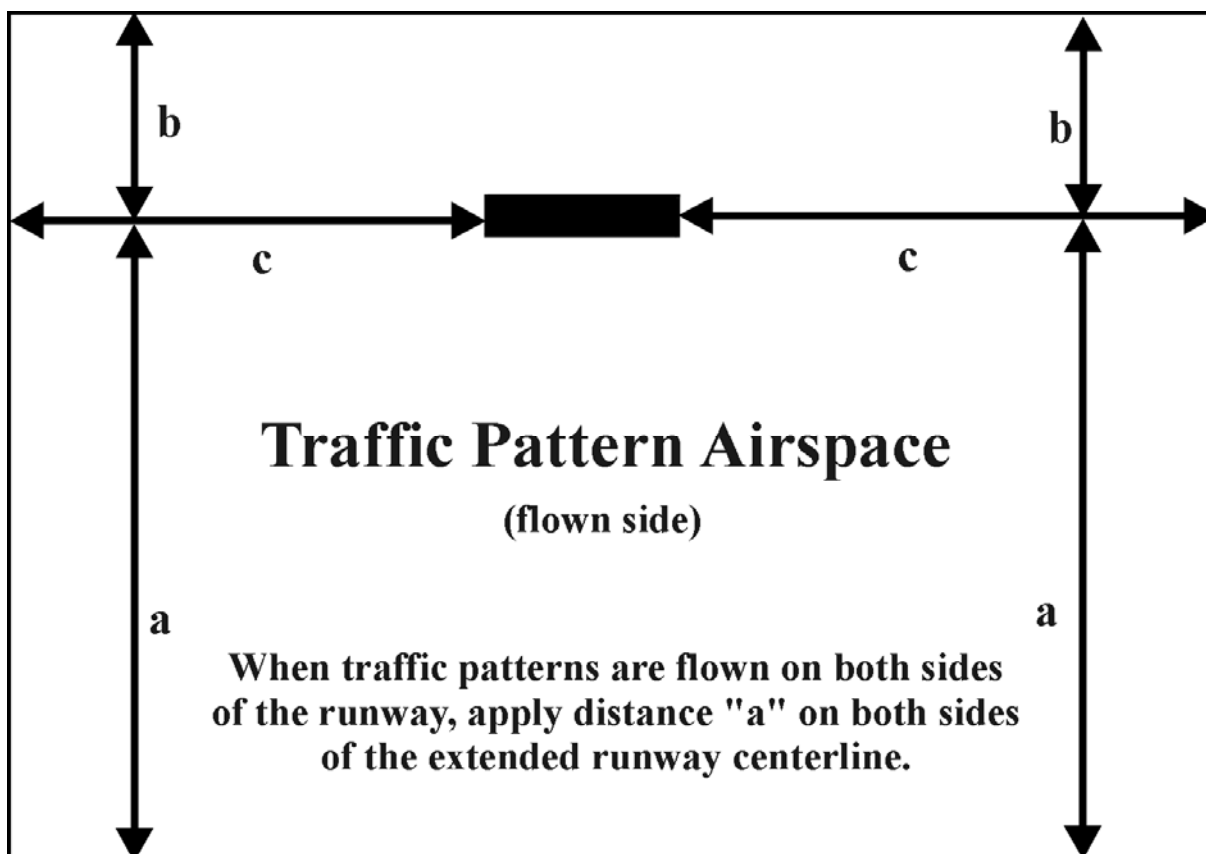 b
b
c
c
Traffic Pattern Airspace
(flown side)
a
a
When traffic patterns are flown on both sides
of the runway, apply distance "a" on both sides
of the extended runway centerline.